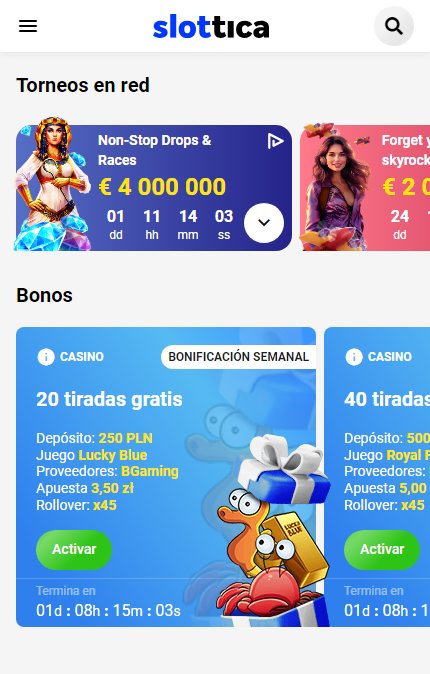 slottica
Torneos en red
Non-Stop Drops &
Races
€ 4 000 000
01 11 14 03
dd hh mm ss
Forget y
skyrock
€ 2 0
24
dd
Bonos
CASINO
BONIFICACIÓN SEMANAL
20 tiradas gratis
Depósito: 250 PLN
Juego Lucky Blue
Proveedores: BGaming
Apuesta 3,50 zł
Rollover: x45
Activar
Termina en
01d : 08h : 15m : 03s
LUCKY
BLUE
CASINO
40 tiradas
Depósito: 500
Juego Royal F
Proveedores:
Apuesta 5,00
Rollover: x45
Activar
Termina en
01d : 08h : 1